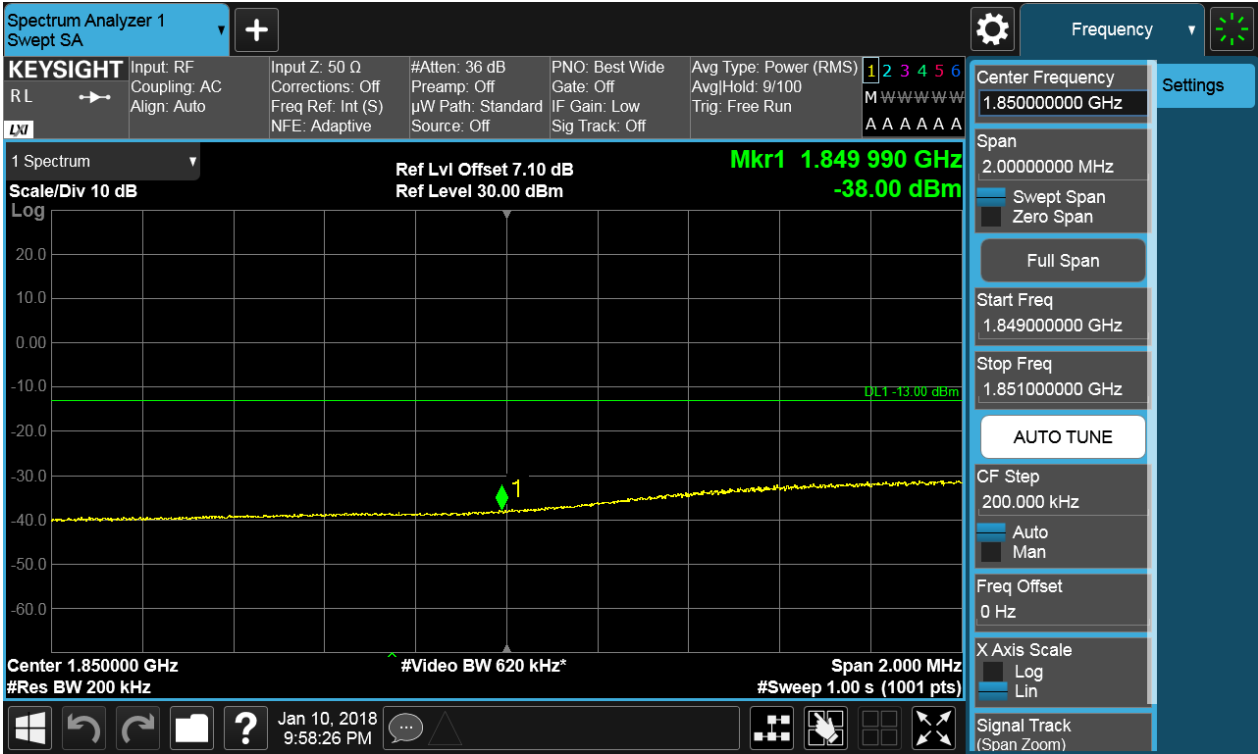 Spectrum Analyzer 1
Swept SA
+
Frequency
KEYSIGHT
R L
LXI
Input: RF
Coupling: AC
Align: Auto
Input Z: 50 Ω
Corrections: Off
Freq Ref: Int (S)
NFE: Adaptive
#Atten: 36 dB
Preamp: Off
µW Path: Standard
Source: Off
PNO: Best Wide
Gate: Off
IF Gain: Low
Sig Track: Off
Avg Type: Power (RMS)
Avg|Hold: 9/100
Trig: Free Run
1 2 3 4 5 6
M W W W W W
A A A A A A
1 Spectrum
Scale/Div 10 dB
Log
Ref Lvl Offset 7.10 dB
Ref Level 30.00 dBm
Mkr1 1.849 990 GHz
-38.00 dBm
20.0
10.0
0.00
-10.0
-20.0
-30.0
-40.0
-50.0
-60.0
DL1 -13.00 dBm
1
Center 1.850000 GHz
#Res BW 200 kHz
#Video BW 620 kHz*
Span 2.000 MHz
#Sweep 1.00 s (1001 pts)
Jan 10, 2018
9:58:26 PM
?
Center Frequency
1.850000000 GHz
Settings
Span
2.00000000 MHz
Swept Span
Zero Span
Full Span
Start Freq
1.849000000 GHz
Stop Freq
1.851000000 GHz
AUTO TUNE
CF Step
200.000 kHz
Auto
Man
Freq Offset
0 Hz
X Axis Scale
Log
Lin
Signal Track
(Span Zoom)